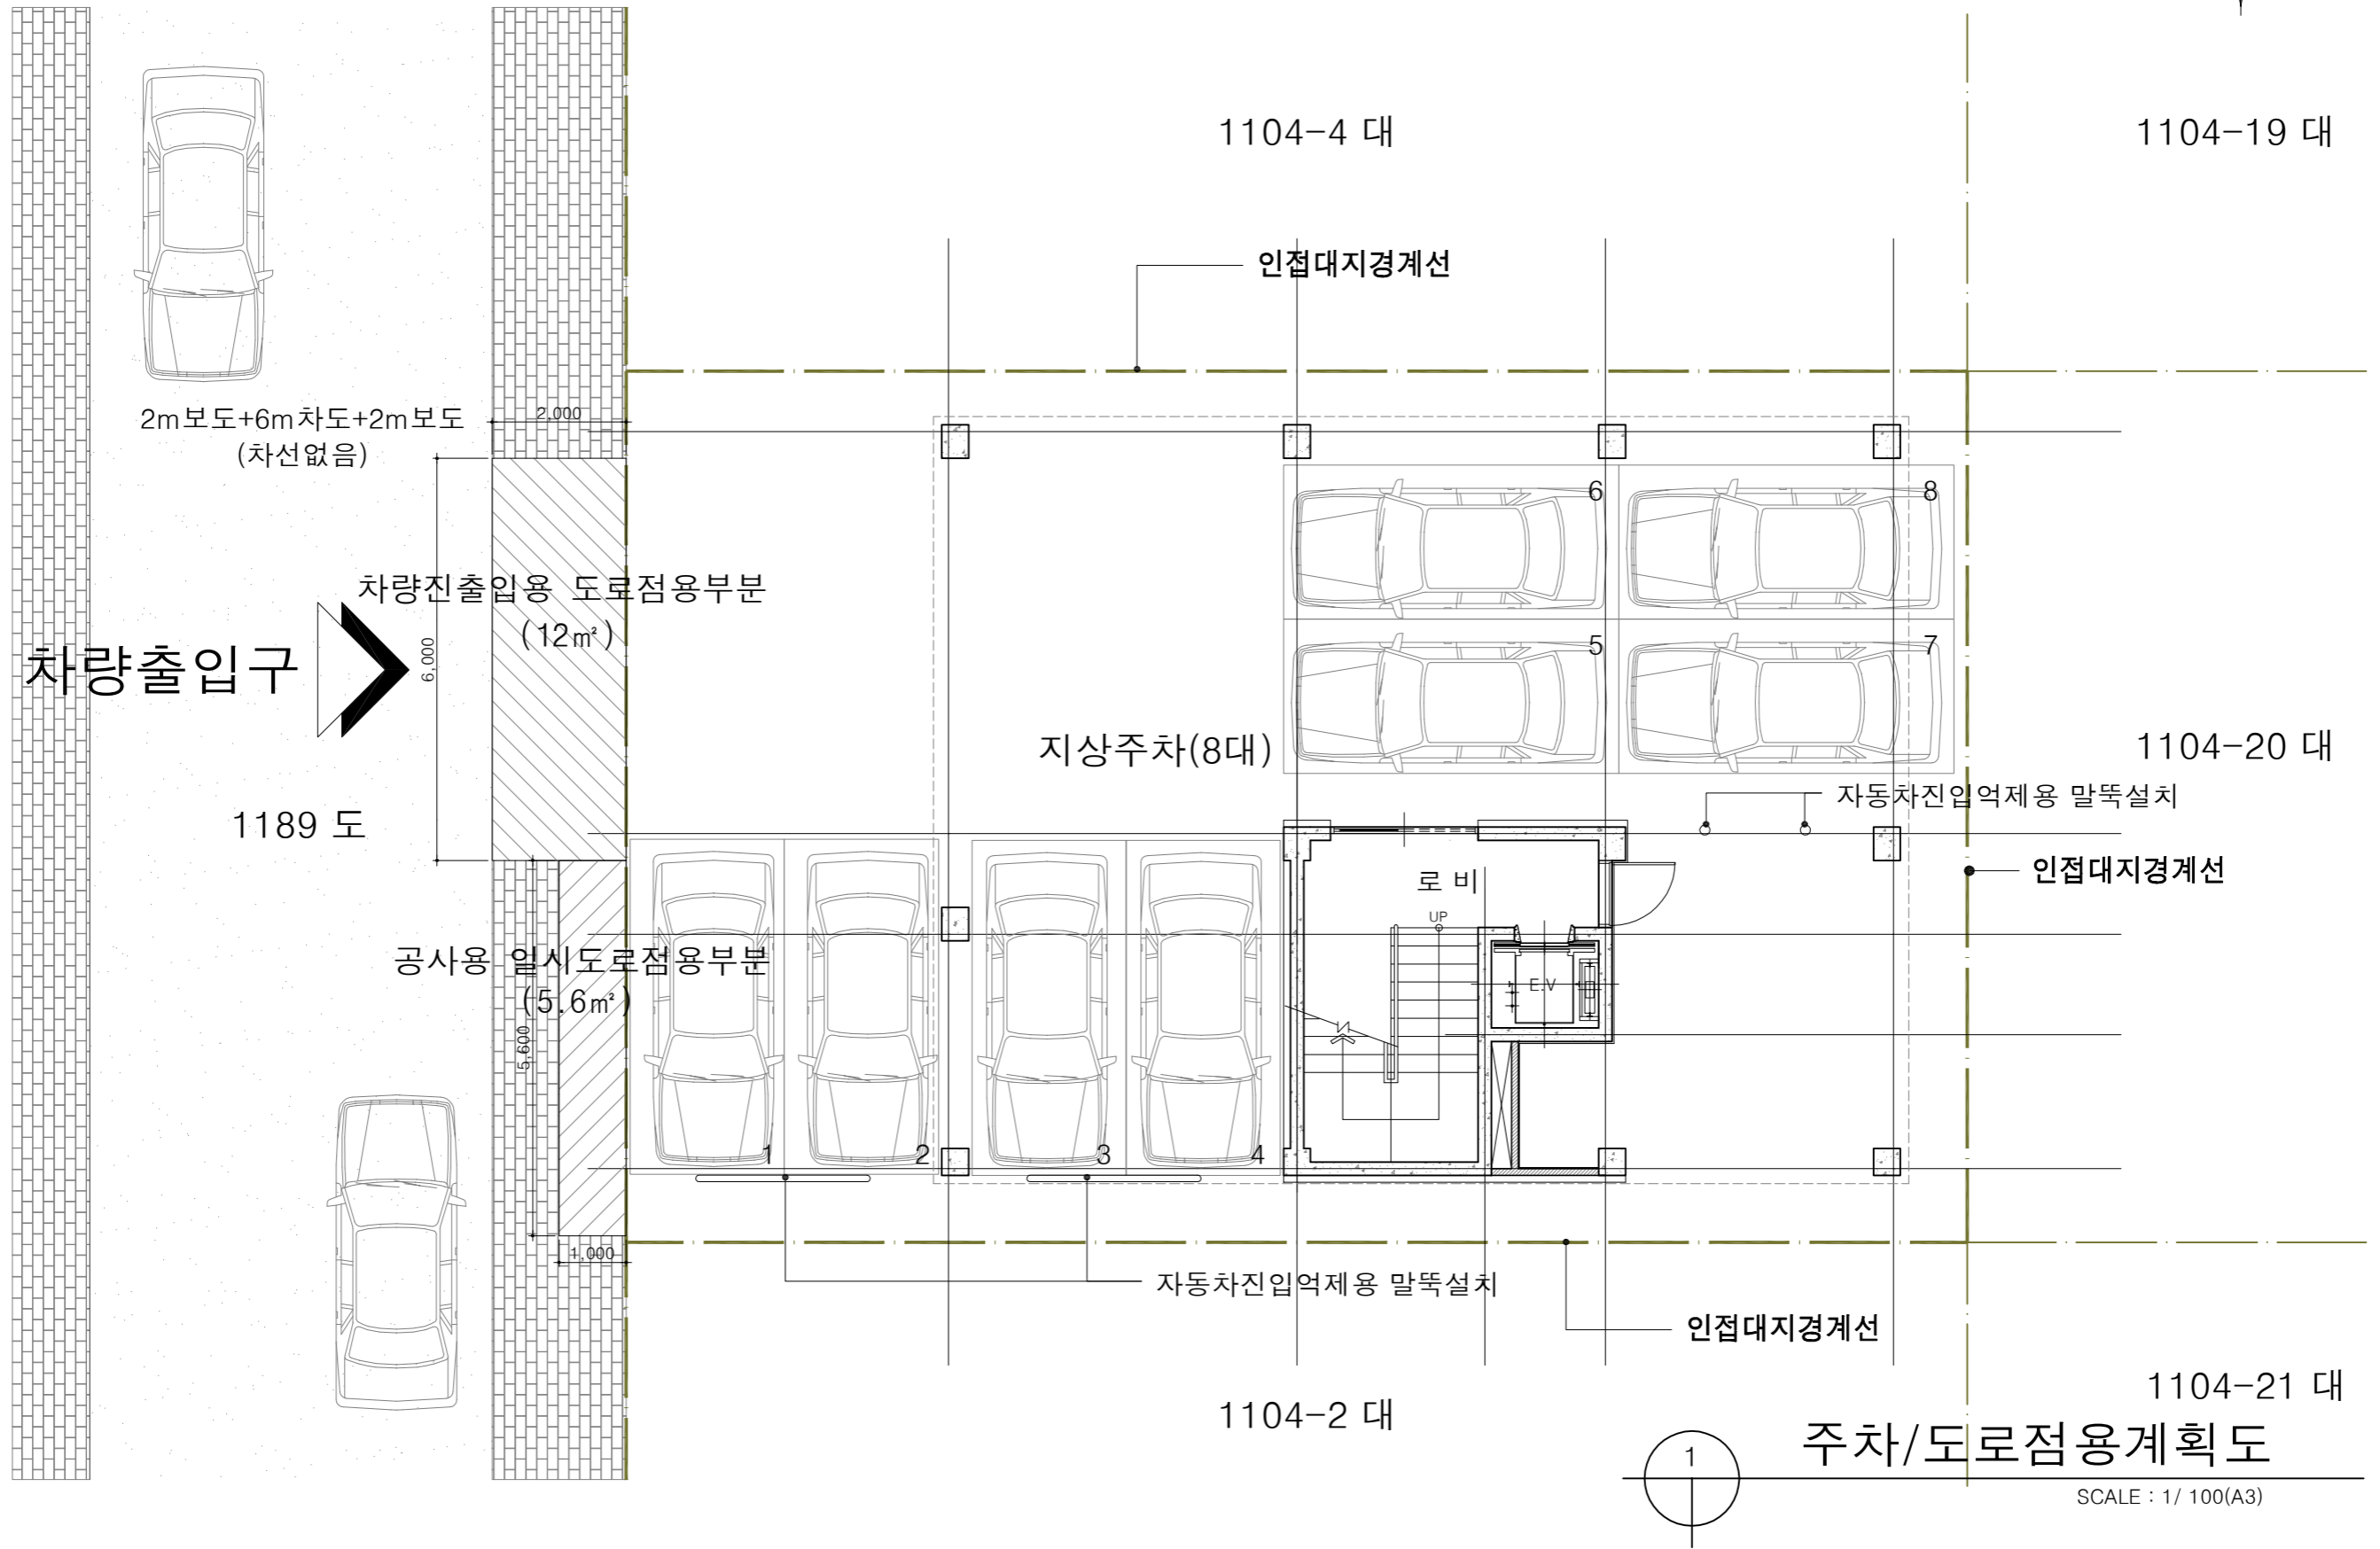 1104-4 대
1104-19 대
인접대지경계선
2m보도+6m차도+2m보도
(차선없음)
2,000
6
8
차량진출입용 도로점용부분
(12㎡)
6,000
차량출입구
5
7
지상주차(8대)
1104-20 대
자동차진입억제용 말뚝설치
1189 도
로 비
UP
인접대지경계선
공사용 일시도로점용부분
(5.6㎡)
E.V
5,600
1
2
3
4
1,000
자동차진입억제용 말뚝설치
인접대지경계선
1104-2 대
1104-21 대
1
주차/도로점용계획도
SCALE : 1/ 100(A3)